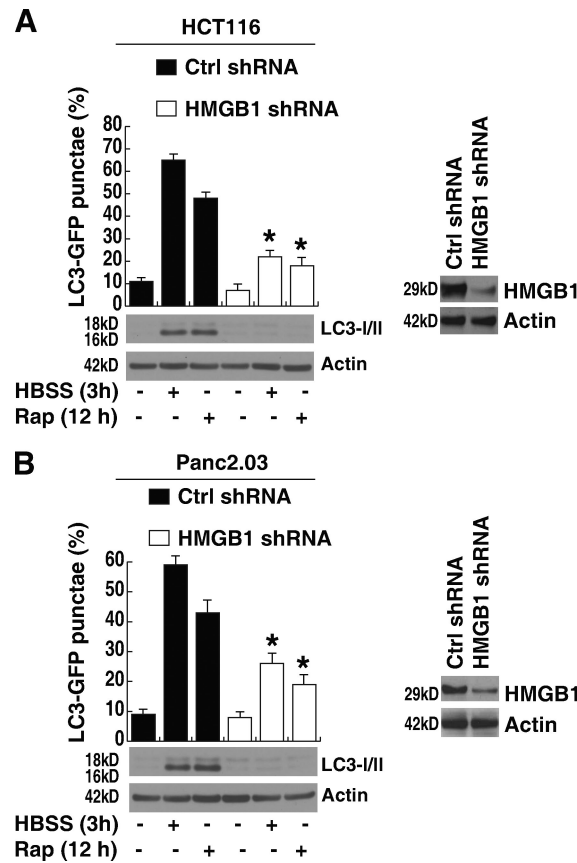 A
HCT116
Ctrl shRNA
HMGB1 shRNA
LC3-GFP punctae (%)
80
70
60
50
40
30
20
10
0
* *
18kD
16kD
LC3-I/II
42kD
Actin
HBSS (3h) - + - - + -
Rap (12 h) - - + - - +
Ctrl shRNA
HMGB1 shRNA
29kD
HMGB1
42kD
Actin
B
Panc2.03
Ctrl shRNA
HMGB1 shRNA
LC3-GFP punctae (%)
60
50
40
30
20
10
0
* *
18kD
16kD
LC3-I/II
42kD
Actin
HBSS (3h) - + - - + -
Rap (12 h) - - + - - +
Ctrl shRNA
HMGB1 shRNA
29kD
HMGB1
42kD
Actin